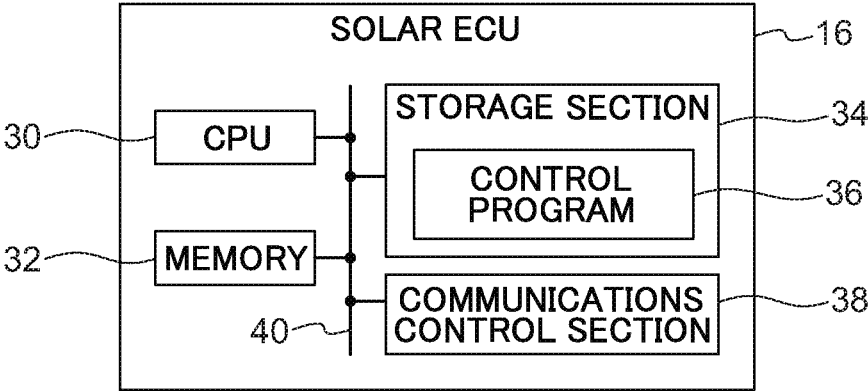 SOLAR ECU
16
30
CPU
STORAGE SECTION
34
CONTROL
PROGRAM
36
32
MEMORY
COMMUNICATIONS
CONTROL SECTION
38
40